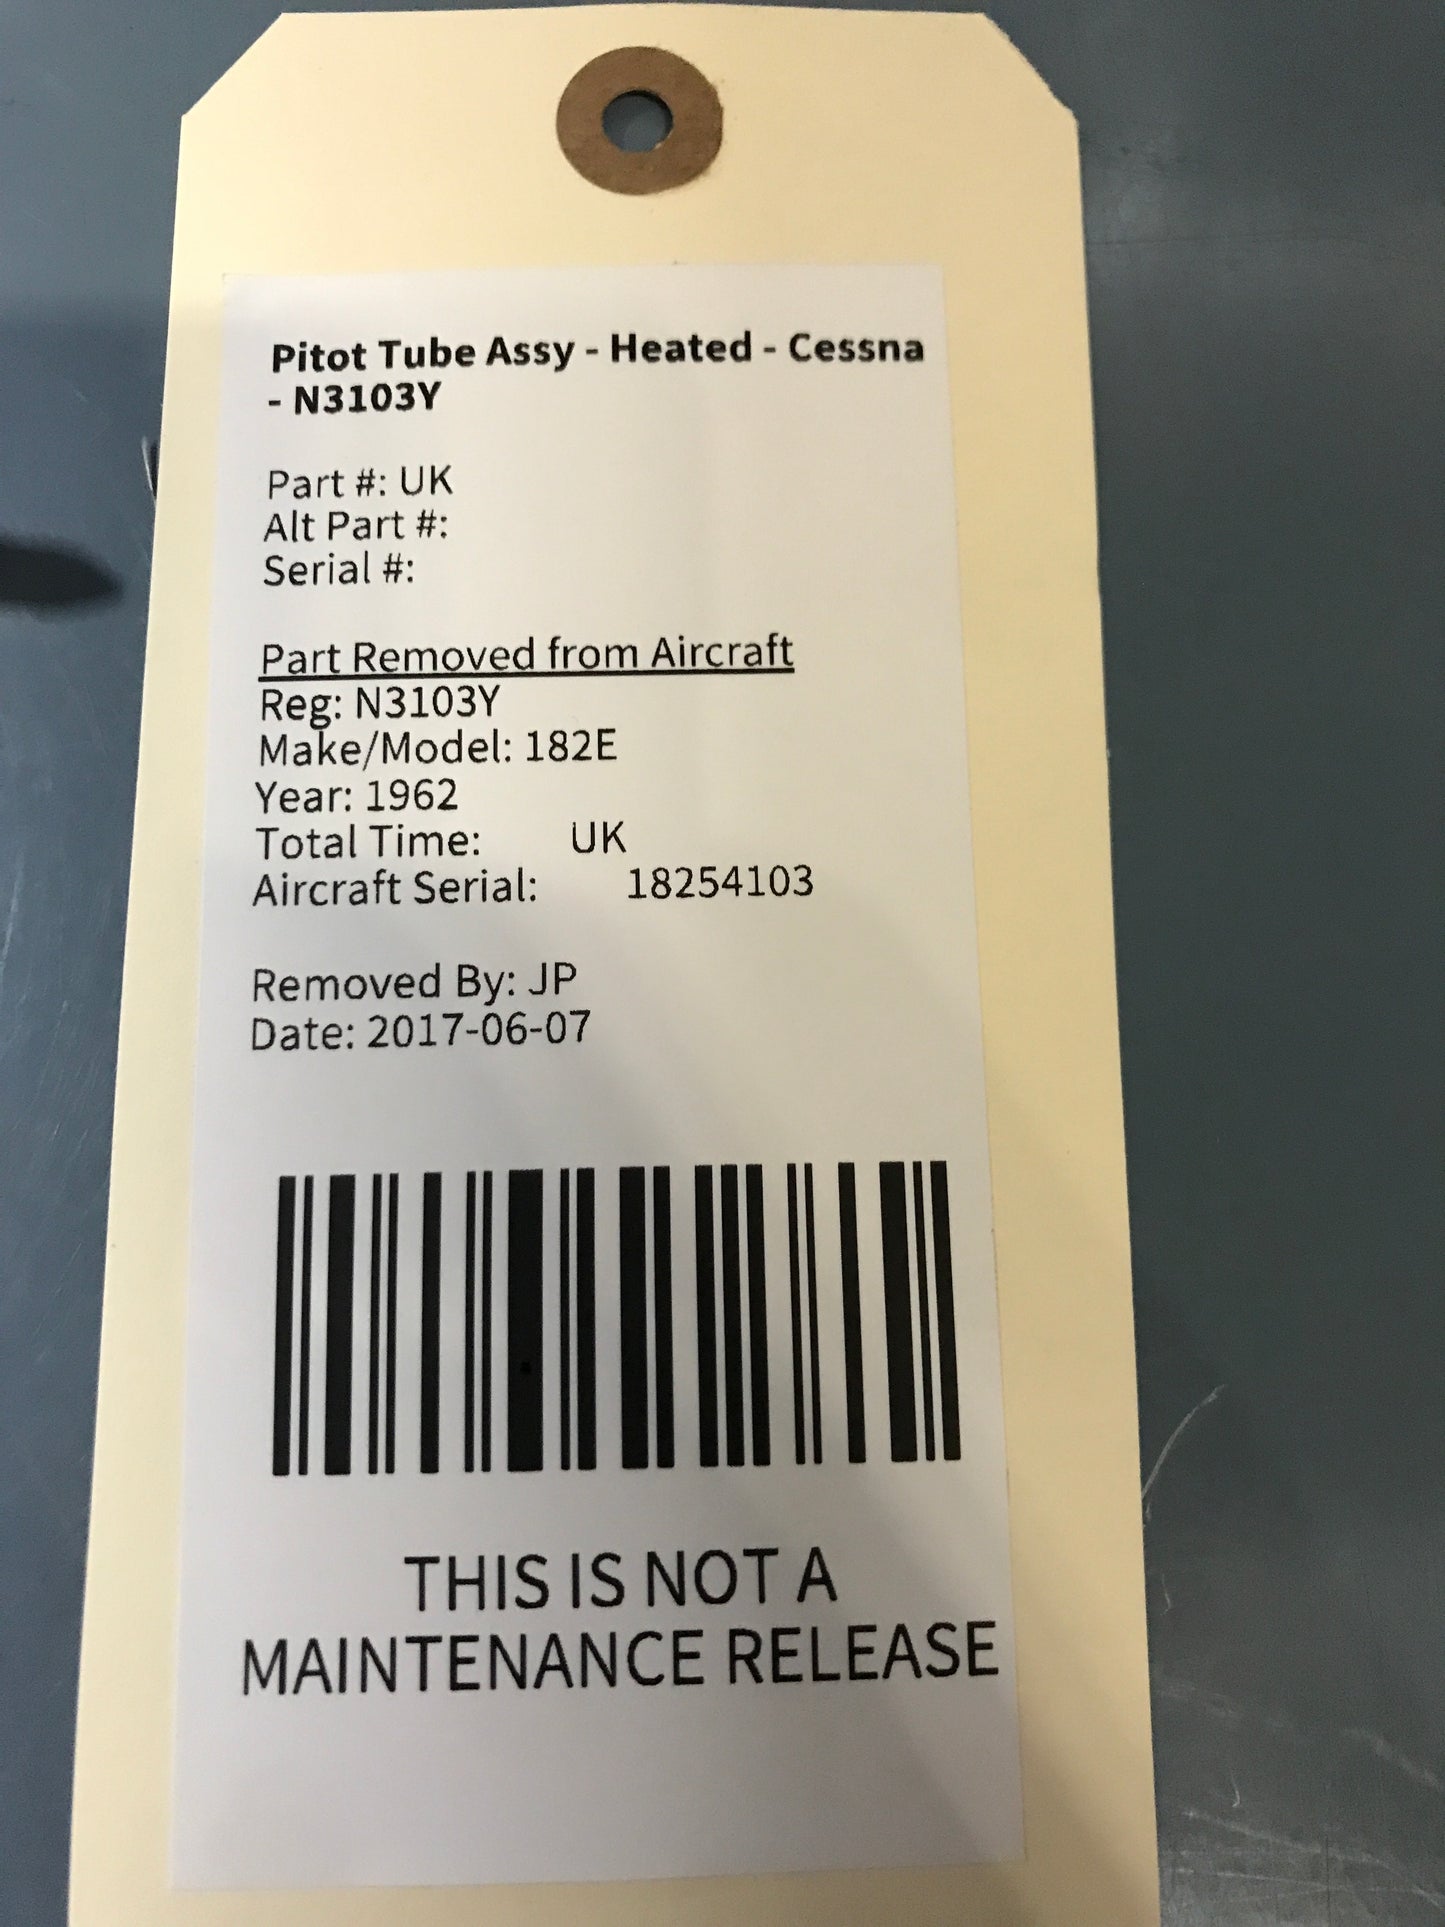 Pitot Tube Assy - Heated - Cessna
- N3103Y
Part #: UK
Alt Part #:
Serial #:
Part Removed from Aircraft
Reg: N3103Y
Make/Model: 182E
Year: 1962
Total Time: UK
Aircraft Serial: 18254103
Removed By: JP
Date: 2017-06-07
THIS IS NOT A
MAINTENANCE RELEASE